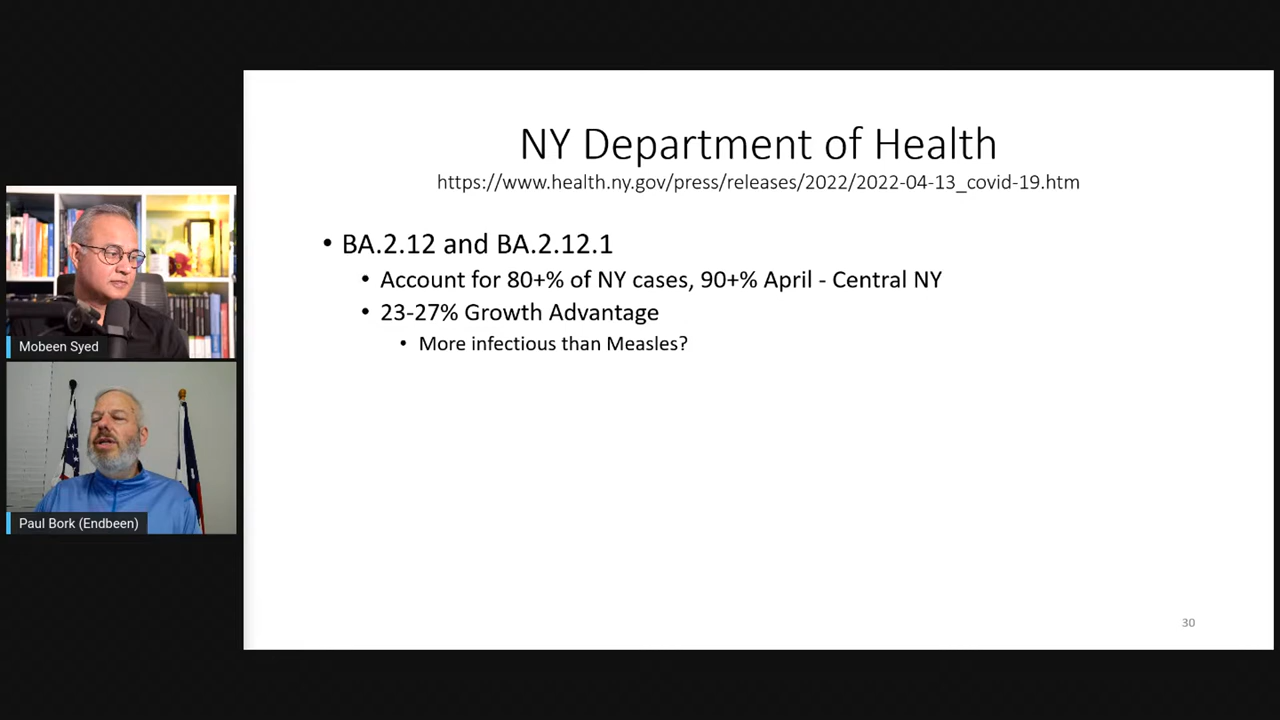 NY Department of Health
https://www.health.ny.gov/press/releases/2022/2022-04-13_covid-19.htm
• BA.2.12 and BA.2.12.1
• Account for 80+% of NY cases, 90+% April - Central NY
• 23-27% Growth Advantage
• More infectious than Measles?
30
Mobeen Syed
Paul Bork (Endbeen)